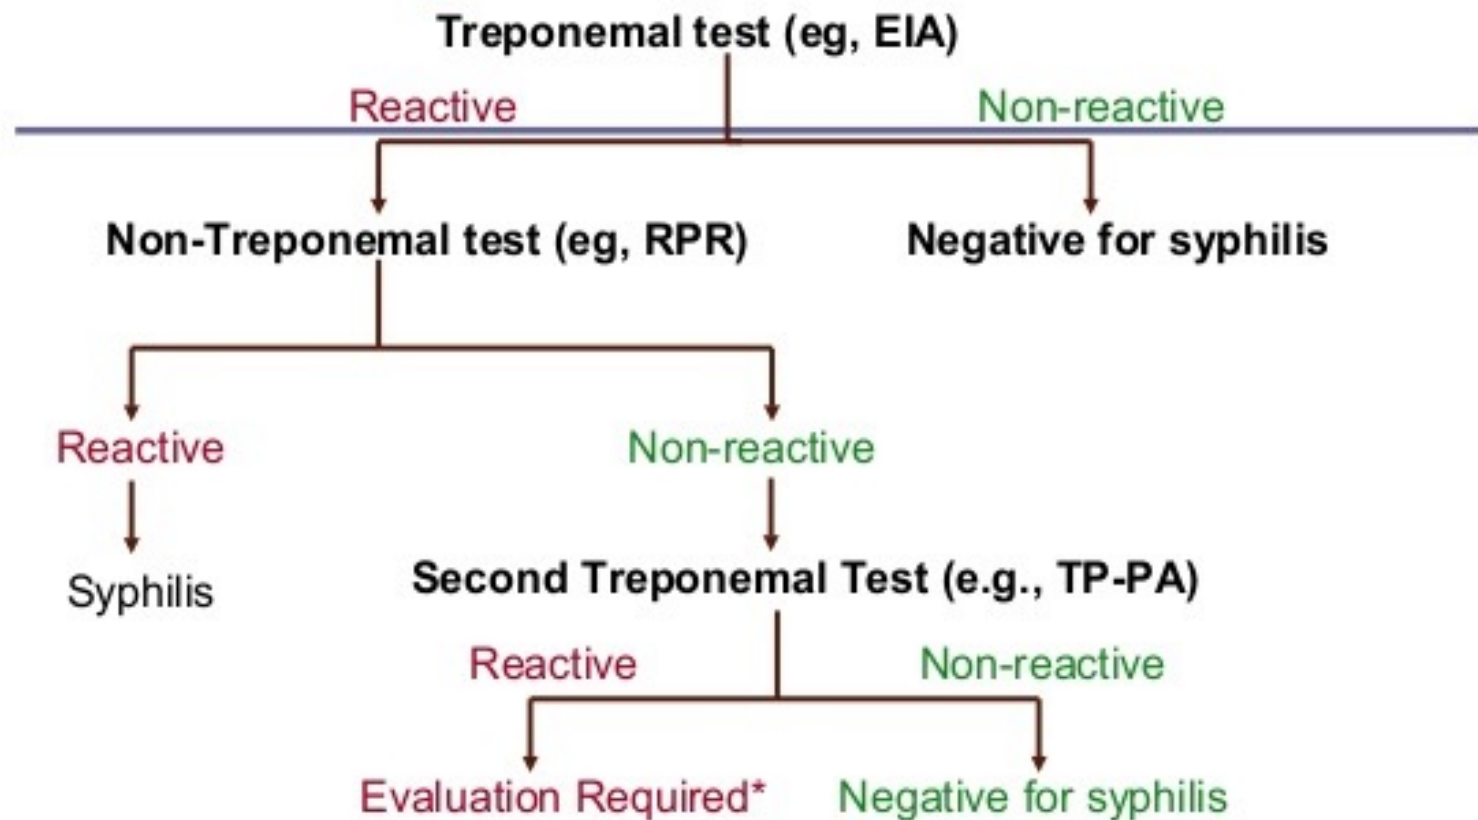 Treponemal test (eg, EIA)
Reactive Non-reactive
Non-Treponemal test (eg, RPR) Negative for syphilis
Reactive Non-reactive
Syphilis Second Treponemal Test (e.g., TP-PA)
Reactive Non-reactive
Evaluation Required* Negative for syphilis